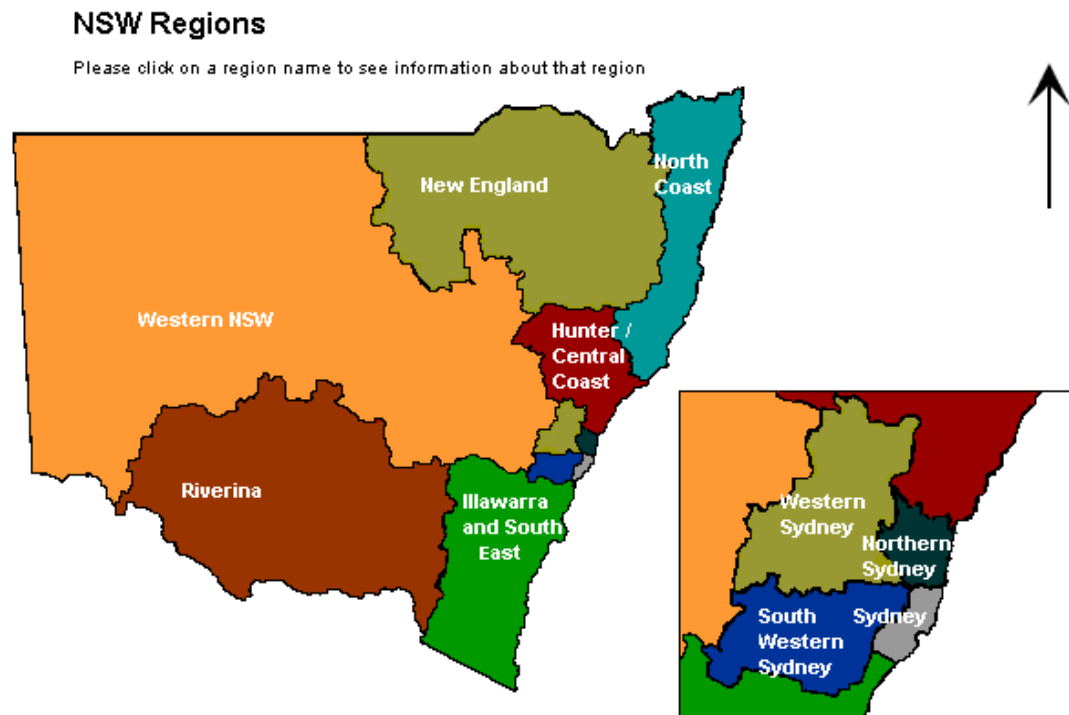 NSW Regions
Please click on a region name to see information about that region
North
Coast
New England
Western NSW
Hunter /
Central
Coast
Riverina
Illawarra
and South
East
Western
Sydney
Northern
Sydney
South
Western
Sydney
Sydney